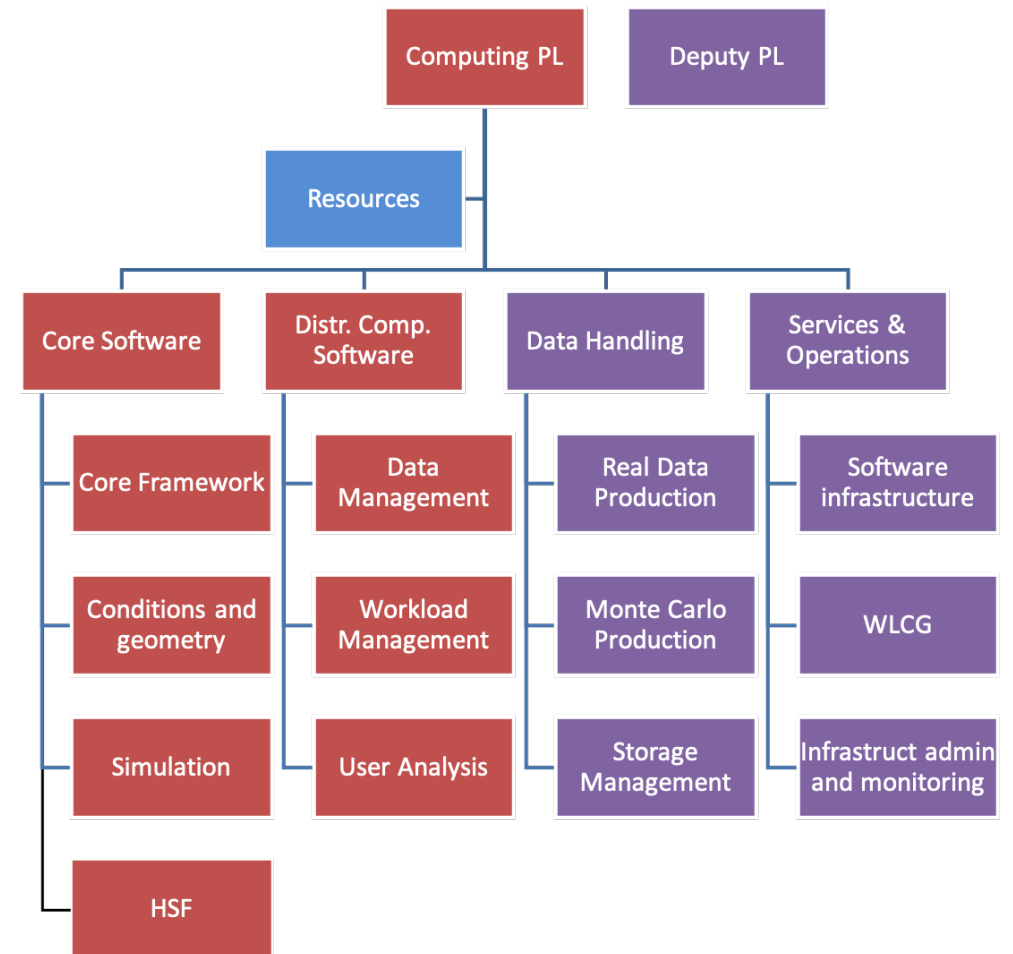 Computing PL
Deputy PL
Resources
Core Software
Distr. Comp.
Software
Data Handling
Services &
Operations
Core Framework
Data
Management
Real Data
Production
Software
infrastructure
Conditions and
geometry
Workload
Management
Monte Carlo
Production
WLCG
Simulation
User Analysis
Storage
Management
Infrastruct admin
and monitoring
HSF